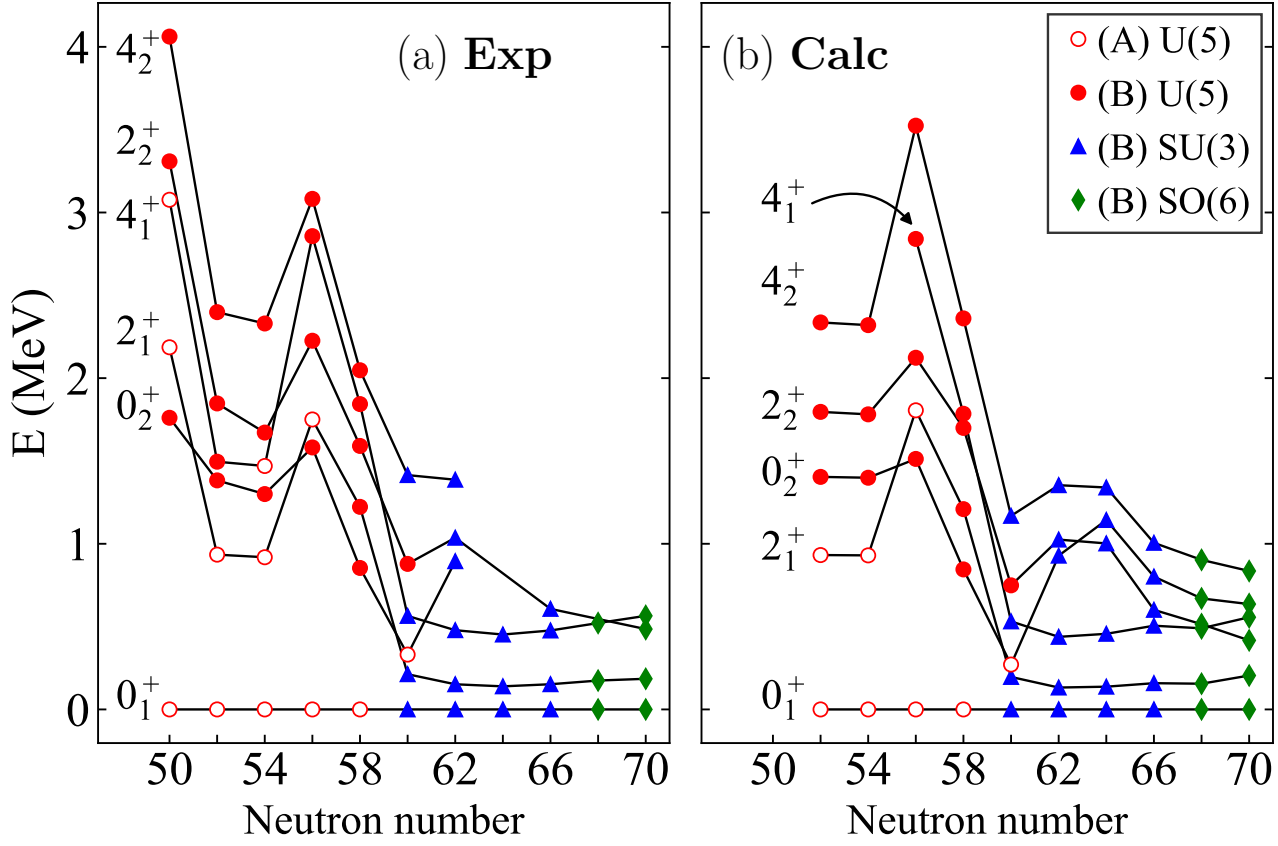 (a) Exp
4
3
2
1
0
E (MeV)
4₂⁺
2₂⁺
4₁⁺
2₁⁺
0₂⁺
0₁⁺
50 54 58 62 66 70
Neutron number
(b) Calc
(A) U(5)
(B) U(5)
(B) SU(3)
(B) SO(6)
4₁⁺
4₂⁺
2₂⁺
0₂⁺
2₁⁺
0₁⁺
50 54 58 62 66 70
Neutron number